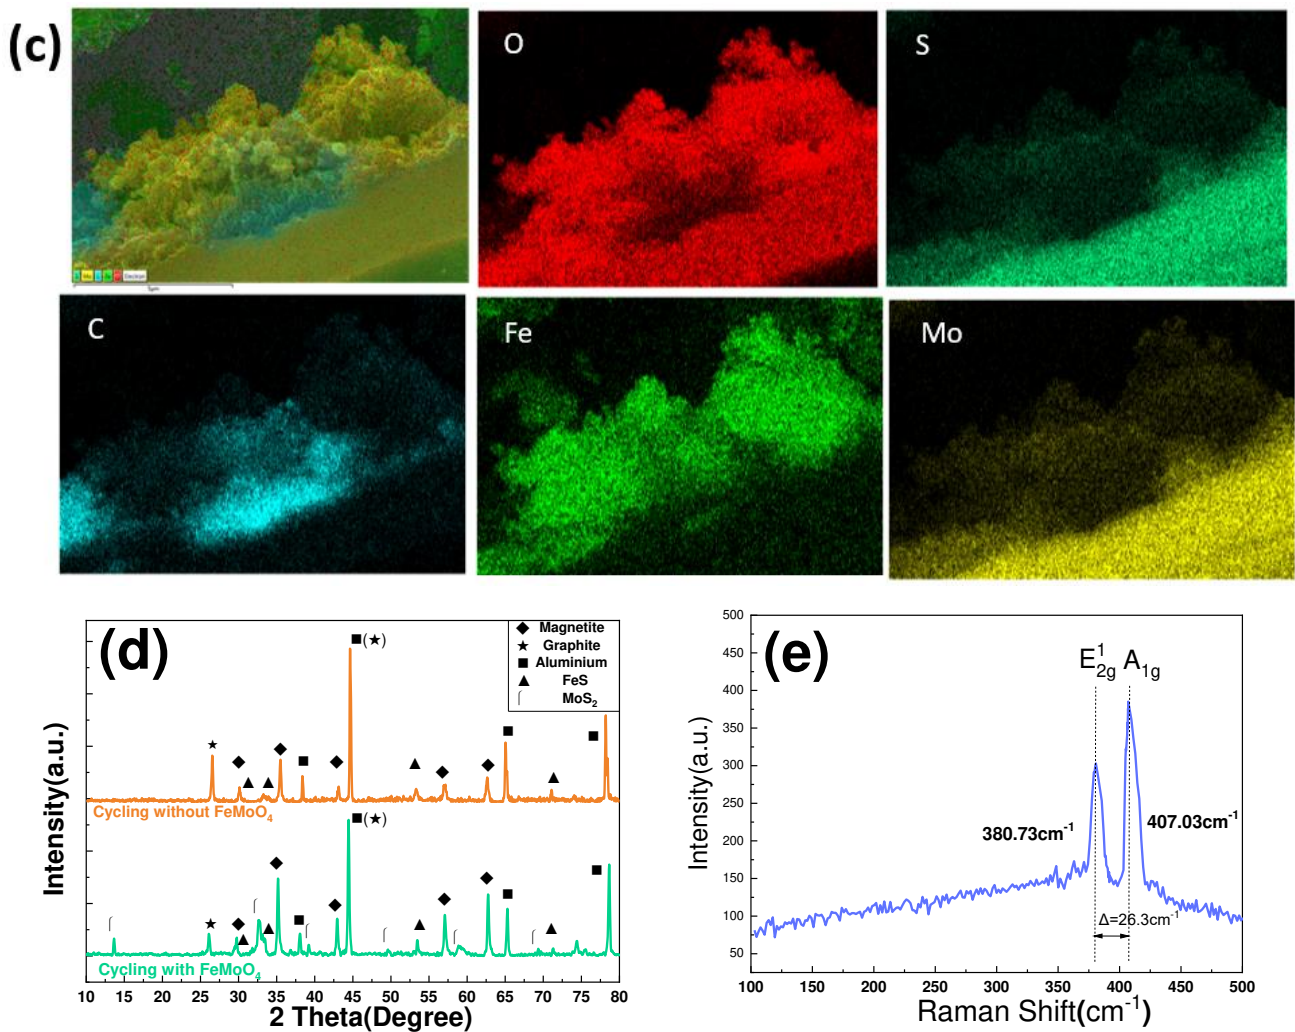 (c)
O
S
C
Fe
Mo
(d)
■(★)
◆ Magnetite
★ Graphite
■ Aluminium
▲ FeS
MoS2
Cycling without FeMoO4
■(★)
Cycling with FeMoO4
Intensity(a.u.)
10 15 20 25 30 35 40 45 50 55 60 65 70 75 80
2 Theta(Degree)
(e)
E¹2g A1g
380.73cm-1
407.03cm-1
Δ=26.3cm-1
500
450
400
350
300
250
200
150
100
50
Intensity(a.u.)
100 150 200 250 300 350 400 450 500
Raman Shift(cm-1)